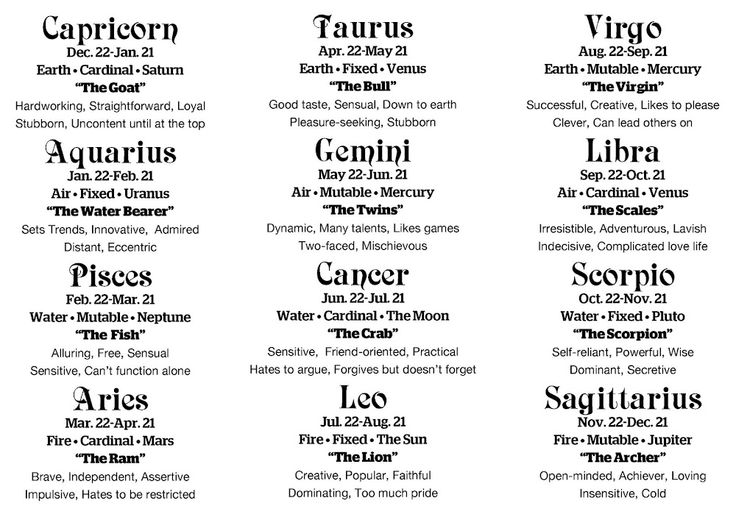 Capricorn
Dec. 22-Jan. 21
Earth • Cardinal • Saturn
“The Goat”
Hardworking, Straightforward, Loyal
Stubborn, Uncontent until at the top
Taurus
Apr. 22-May 21
Earth • Fixed • Venus
“The Bull”
Good taste, Sensual, Down to earth
Pleasure-seeking, Stubborn
Virgo
Aug. 22-Sep. 21
Earth • Mutable • Mercury
“The Virgin”
Successful, Creative, Likes to please
Clever, Can lead others on
Aquarius
Jan. 22-Feb. 21
Air • Fixed • Uranus
“The Water Bearer”
Sets Trends, Innovative, Admired
Distant, Eccentric
Gemini
May 22-Jun. 21
Air • Mutable • Mercury
“The Twins”
Dynamic, Many talents, Likes games
Two-faced, Mischievous
Libra
Sep. 22-Oct. 21
Air • Cardinal • Venus
“The Scales”
Irresistible, Adventurous, Lavish
Indecisive, Complicated love life
Pisces
Feb. 22-Mar. 21
Water • Mutable • Neptune
“The Fish”
Alluring, Free, Sensual
Sensitive, Can’t function alone
Cancer
Jun. 22-Jul. 21
Water • Cardinal • The Moon
“The Crab”
Sensitive, Friend-oriented, Practical
Hates to argue, Forgives but doesn’t forget
Scorpio
Oct. 22-Nov. 21
Water • Fixed • Pluto
“The Scorpion”
Self-reliant, Powerful, Wise
Dominant, Secretive
Aries
Mar. 22-Apr. 21
Fire • Cardinal • Mars
“The Ram”
Brave, Independent, Assertive
Impulsive, Hates to be restricted
Leo
Jul. 22-Aug. 21
Fire • Fixed • The Sun
“The Lion”
Creative, Popular, Faithful
Dominating, Too much pride
Sagittarius
Nov. 22-Dec. 21
Fire • Mutable • Jupiter
“The Archer”
Open-minded, Achiever, Loving
Insensitive, Cold